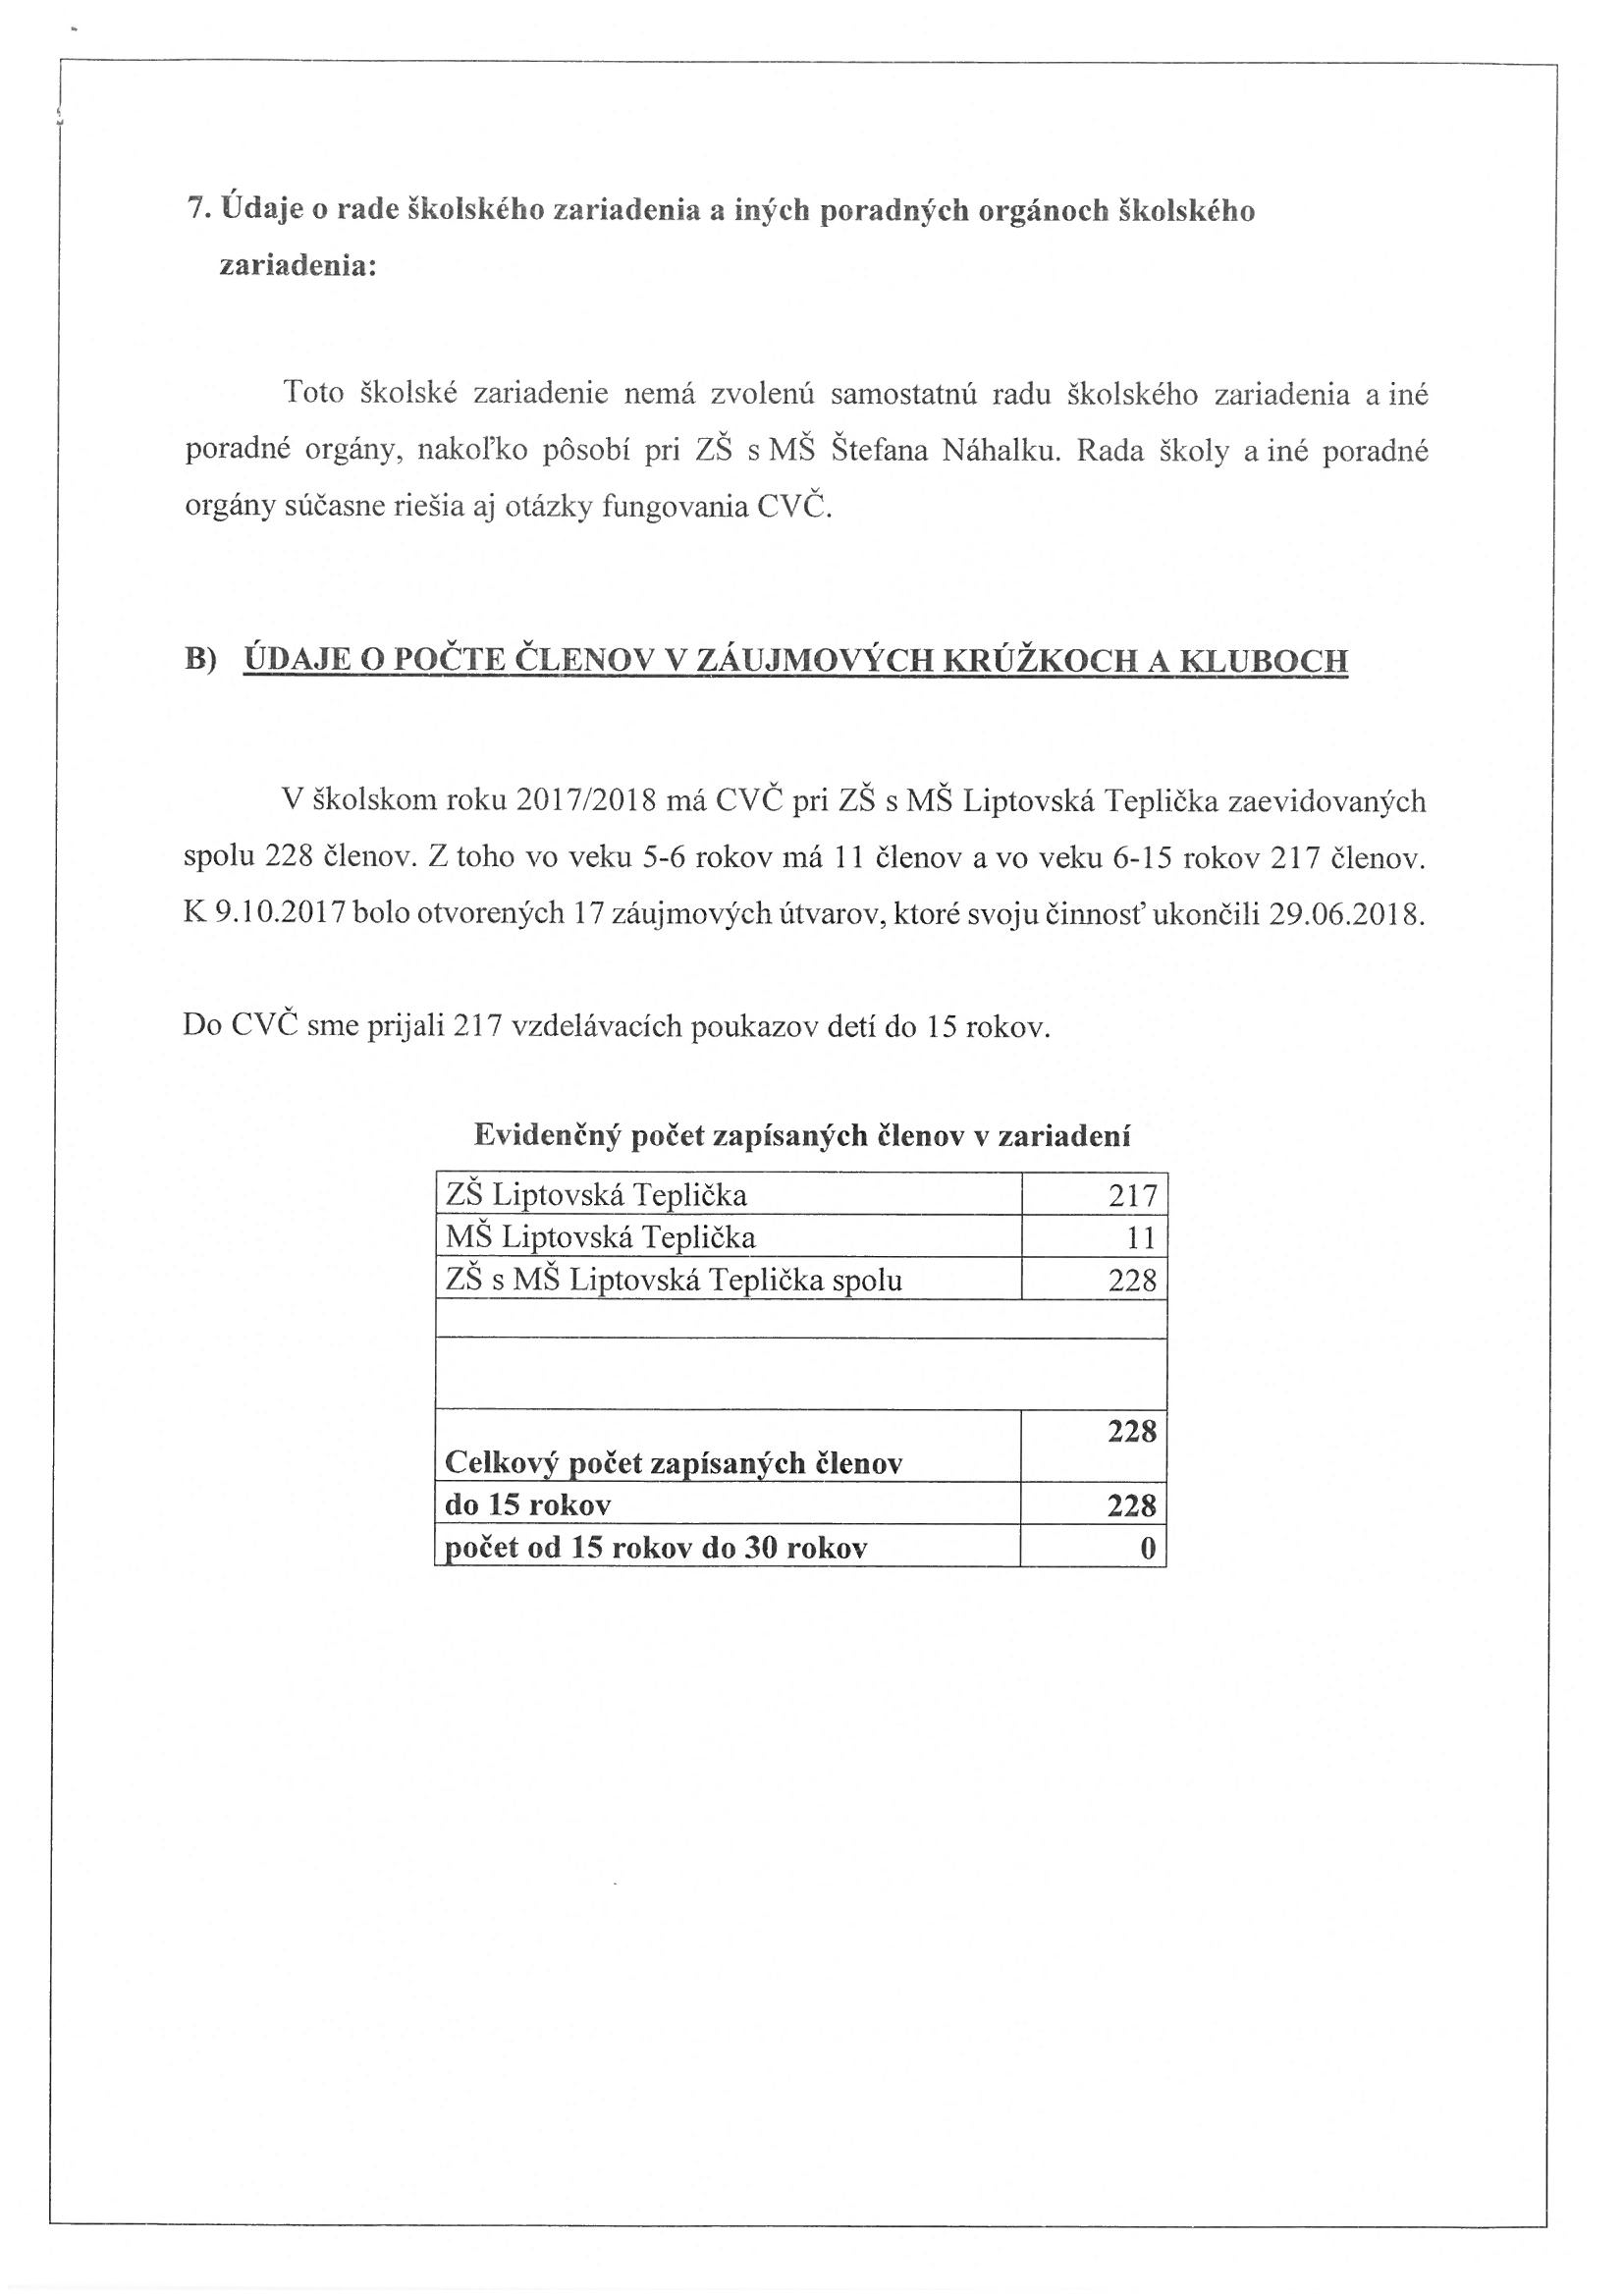 7. Údaje o rade školského zariadenia a iných poradných orgánoch školského
zariadenia:
Toto školské zariadenie nemá zvolenú samostatnú radu školského zariadenia a iné
poradné orgány, nakoľko pôsobí pri ZŠ s MŠ Štefana Náhalku. Rada školy a iné poradné
orgány súčasne riešia aj otázky fungovania CVČ.
B) ÚDAJE O POČTE ČLENOV V ZÁUJMOVÝCH KRÚŽKOCH A KLUBOCH
V školskom roku 2017/2018 má CVČ pri ZŠ s MŠ Liptovská Teplička zaevidovaných
spolu 228 členov. Z toho vo veku 5-6 rokov má 11 členov a vo veku 6-15 rokov 217 členov.
K 9.10.2017 bolo otvorených 17 záujmových útvarov, ktoré svoju činnosť ukončili 29.06.2018.
Do CVČ sme prijali 217 vzdelávacích poukazov detí do 15 rokov.
Evidenčný počet zapísaných členov v zariadení
ZŠ Liptovská Teplička 217
MŠ Liptovská Teplička 11
ZŠ s MŠ Liptovská Teplička spolu 228
228
Celkový počet zapísaných členov
do 15 rokov 228
počet od 15 rokov do 30 rokov 0